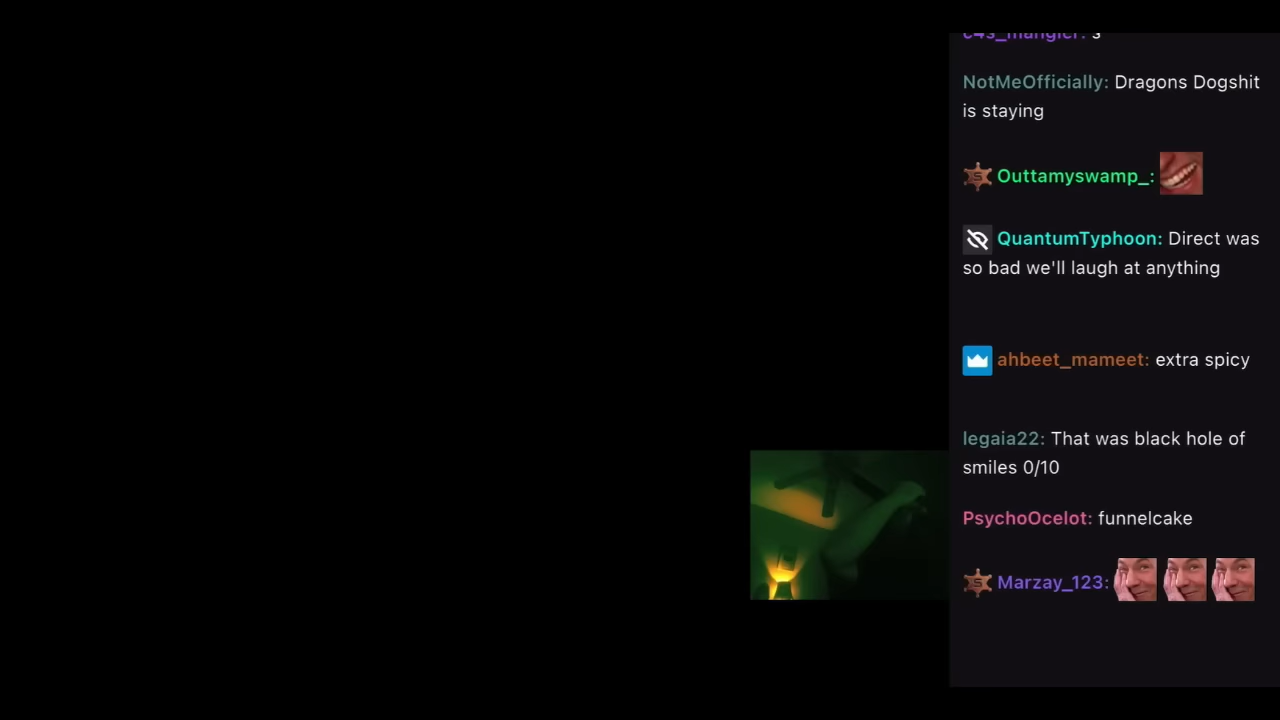 c4s_mangler: s
NotMeOfficially: Dragons Dogshit
is staying
Outtamyswamp_:
QuantumTyphoon: Direct was
so bad we'll laugh at anything
ahbeet_mameet: extra spicy
legaia22: That was black hole of
smiles 0/10
PsychoOcelot: funnelcake
Marzay_123: